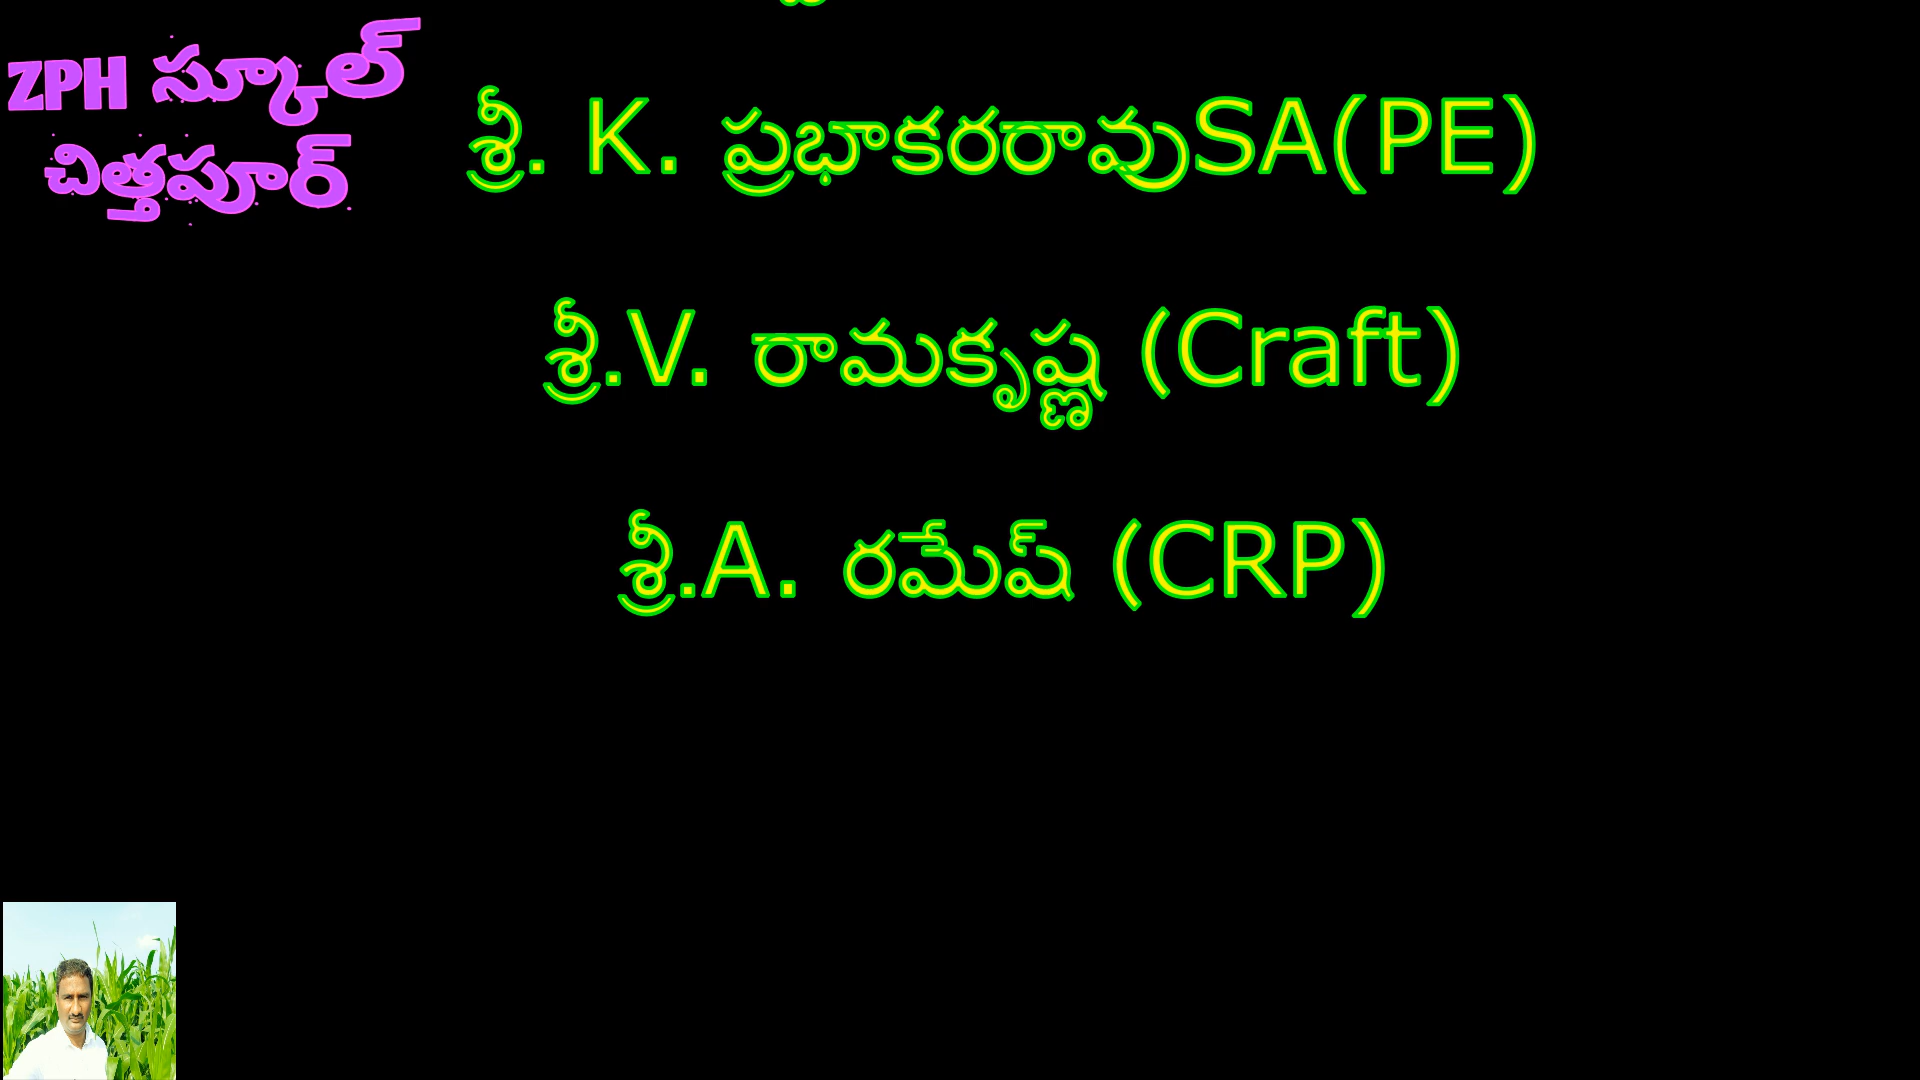 ZPH స్కూల్
చిత్తపూర్
శ్రీ. K. ప్రభాకరరావుSA(PE)
శ్రీ.V. రామకృష్ణ (Craft)
శ్రీ.A. రమేష్ (CRP)